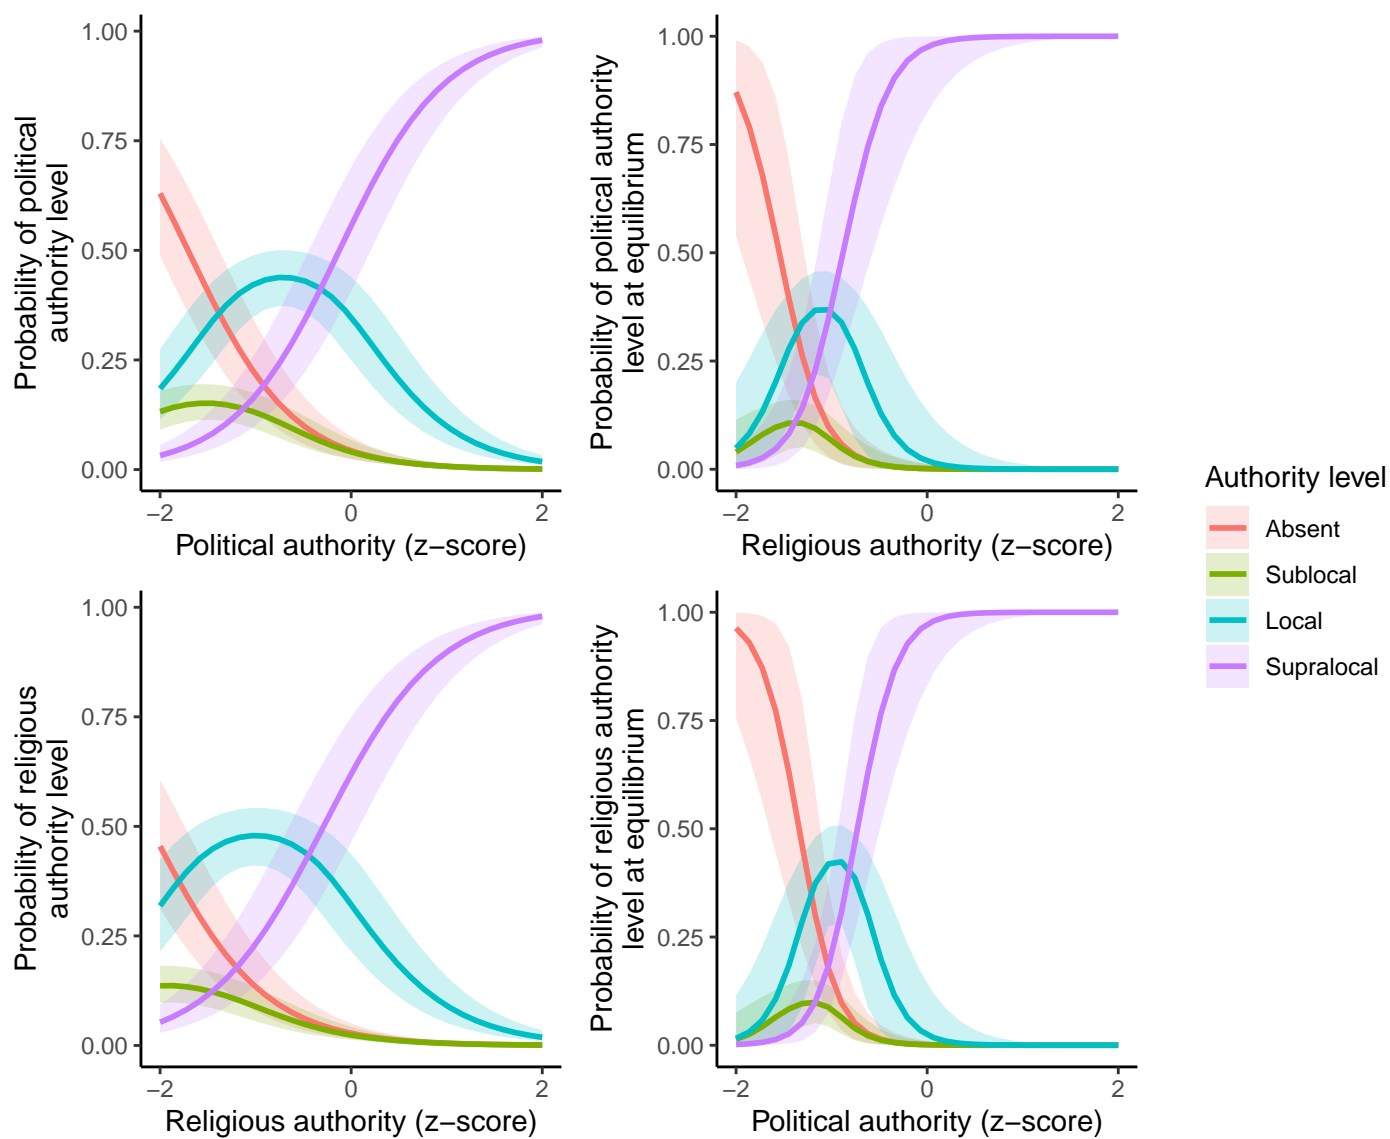 Probability of political
authority level
1.00
0.75
0.50
0.25
0.00
−2
0
2
Political authority (z−score)
Probability of political authority
level at equilibrium
1.00
0.75
0.50
0.25
0.00
−2
0
2
Religious authority (z−score)
Probability of religious
authority level
1.00
0.75
0.50
0.25
0.00
−2
0
2
Religious authority (z−score)
Probability of religious authority
level at equilibrium
1.00
0.75
0.50
0.25
0.00
−2
0
2
Political authority (z−score)
Authority level
Absent
Sublocal
Local
Supralocal